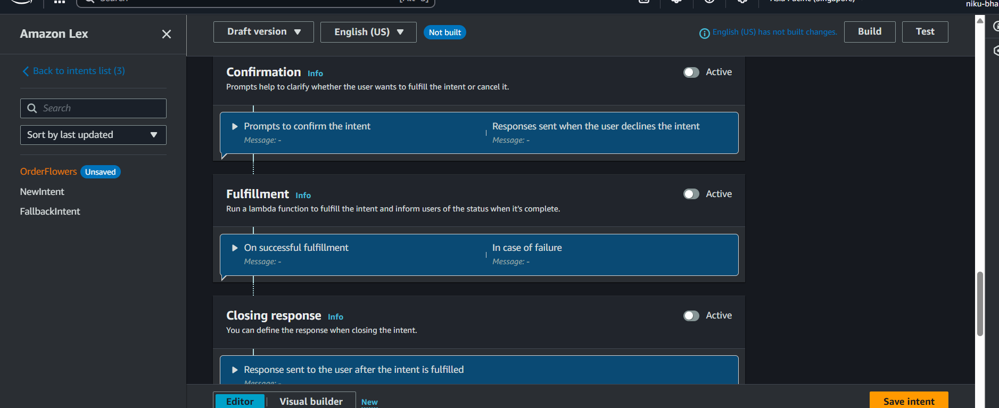 Search
[Alt+S]
Asia Pacific (Singapore)
niku-bha
Amazon Lex
Draft version
English (US)
Not built
English (US) has not built changes.
Build
Test
Back to intents list (3)
Search
Sort by last updated
OrderFlowers Unsaved
NewIntent
FallbackIntent
Confirmation Info
Active
Prompts help to clarify whether the user wants to fulfill the intent or cancel it.
Prompts to confirm the intent
Message: -
Responses sent when the user declines the intent
Message: -
Fulfillment Info
Active
Run a lambda function to fulfill the intent and inform users of the status when it's complete.
On successful fulfillment
Message: -
In case of failure
Message: -
Closing response Info
Active
You can define the response when closing the intent.
Response sent to the user after the intent is fulfilled
Message: -
Editor
Visual builder
New
Save intent